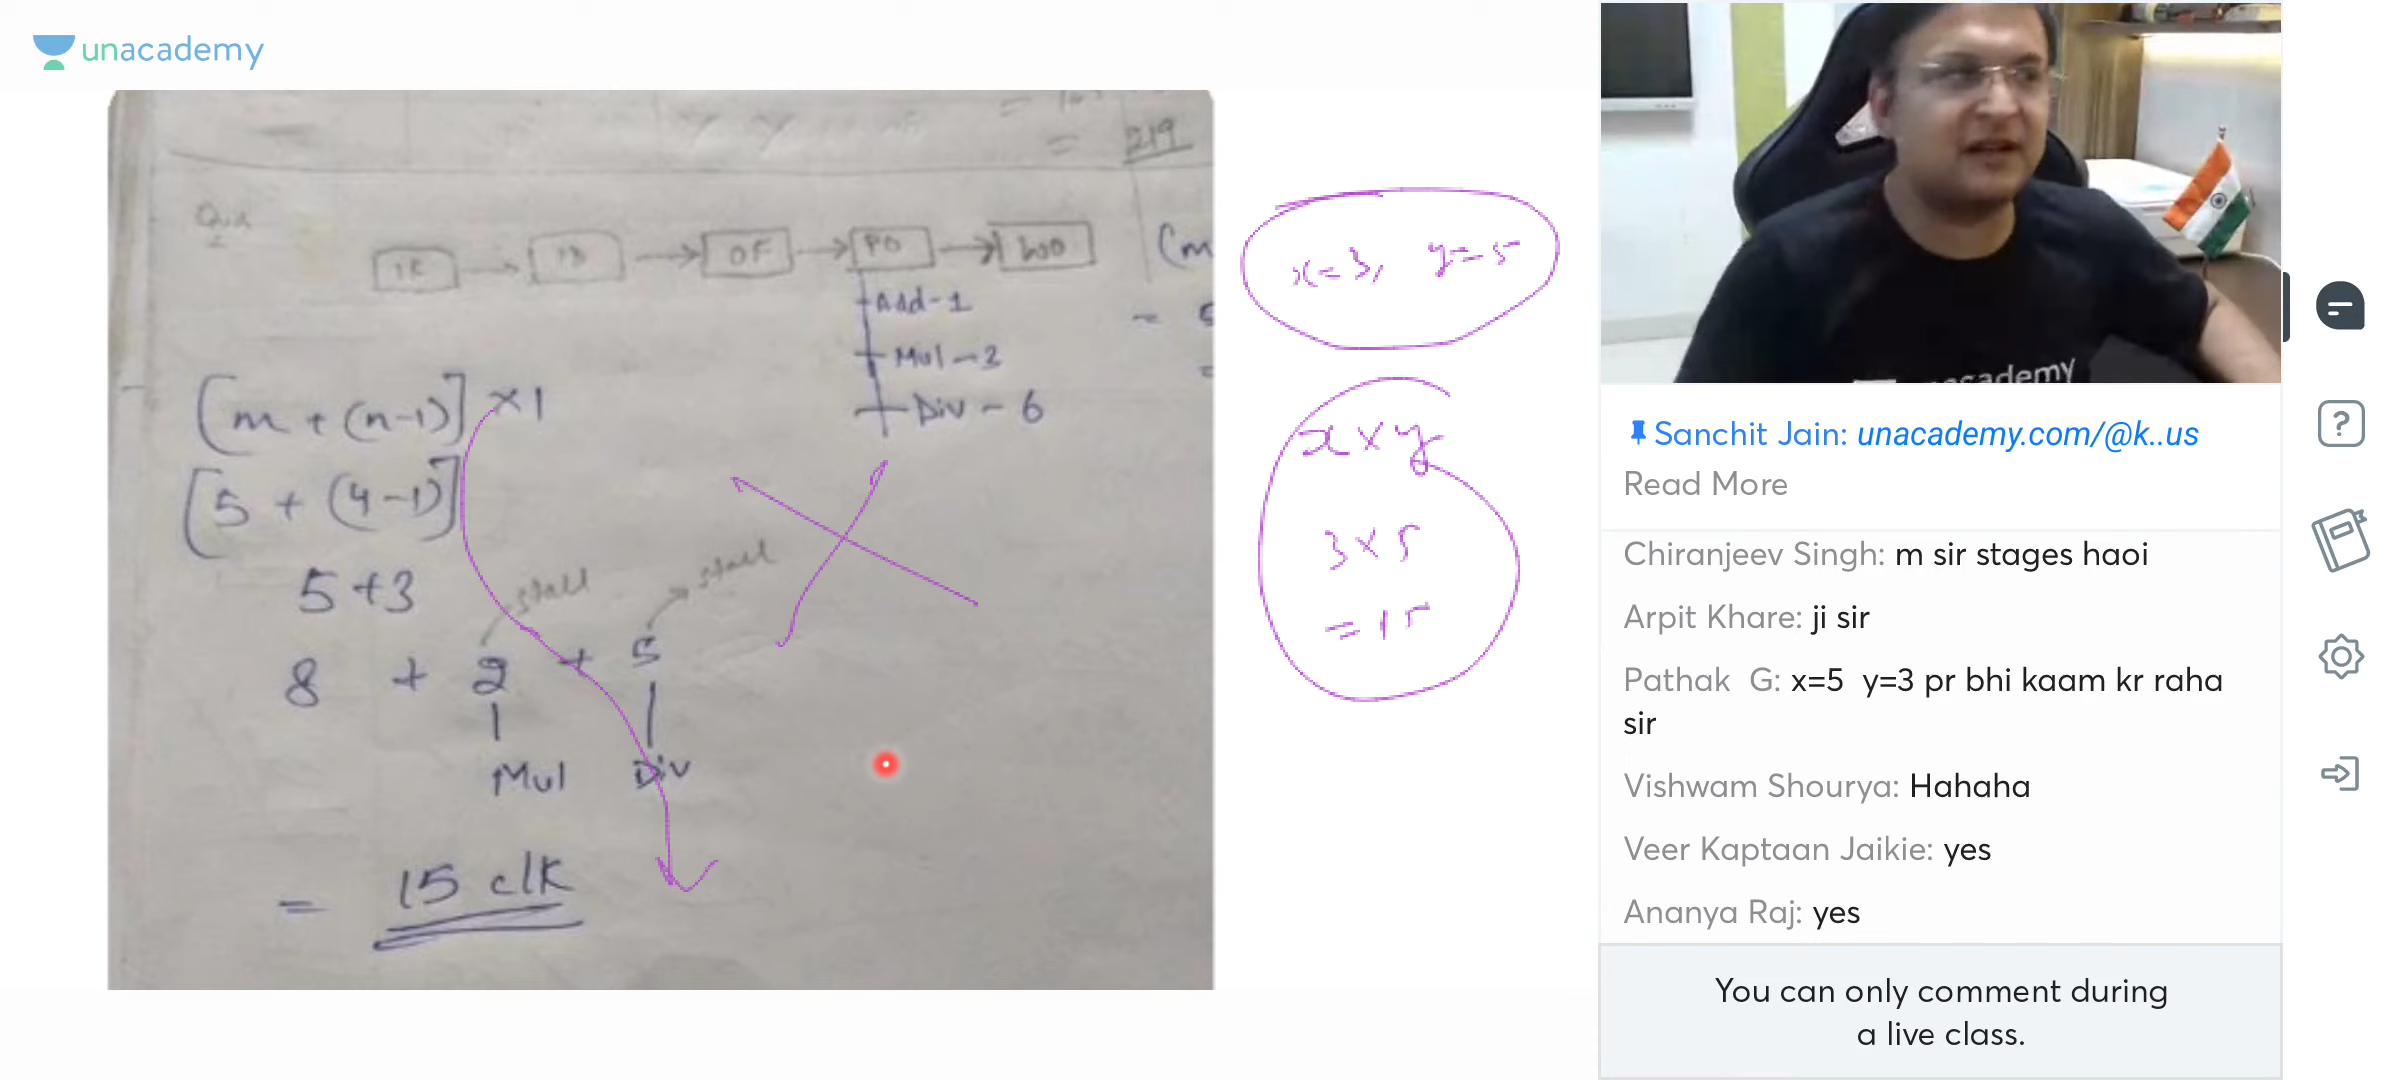 unacademy
219
IF ID OF PO WO
Add-1
Mul-3
Div - 6
[m + (n-1)] ×1
[5 + (4-1)]
5+3
stall stall
8 + 2 + 5
Mul Div
= 15 clk
x=3, y=5
x×y
3×5
=15
Sanchit Jain: unacademy.com/@k..us
Read More
Chiranjeev Singh: m sir stages haoi
Arpit Khare: ji sir
Pathak G: x=5 y=3 pr bhi kaam kr raha
sir
Vishwam Shourya: Hahaha
Veer Kaptaan Jaikie: yes
Ananya Raj: yes
You can only comment during
a live class.